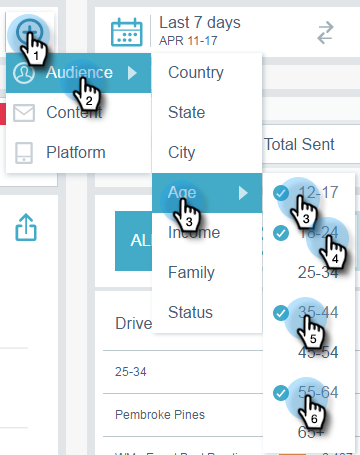 Last 7 days
APR 11-17
1
Audience
2
Content
Platform
Country
State
City
Age
3
Income
Family
Status
Total Sent
12-17
3
18-24
4
25-34
35-44
5
45-54
55-64
6
65+
ALL
Drive
25-34
Pembroke Pines